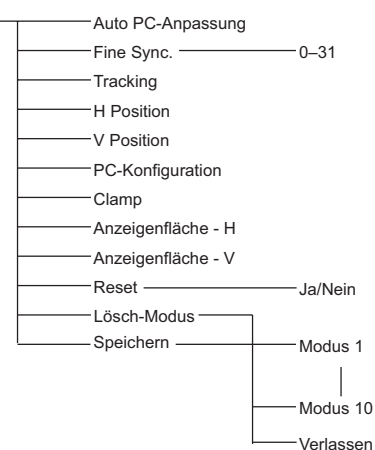 Auto PC-Anpassung
Fine Sync. 0–31
Tracking
H Position
V Position
PC-Konfiguration
Clamp
Anzeigenfläche - H
Anzeigenfläche - V
Reset Ja/Nein
Lösch-Modus
Speichern Modus 1
Modus 10
Verlassen